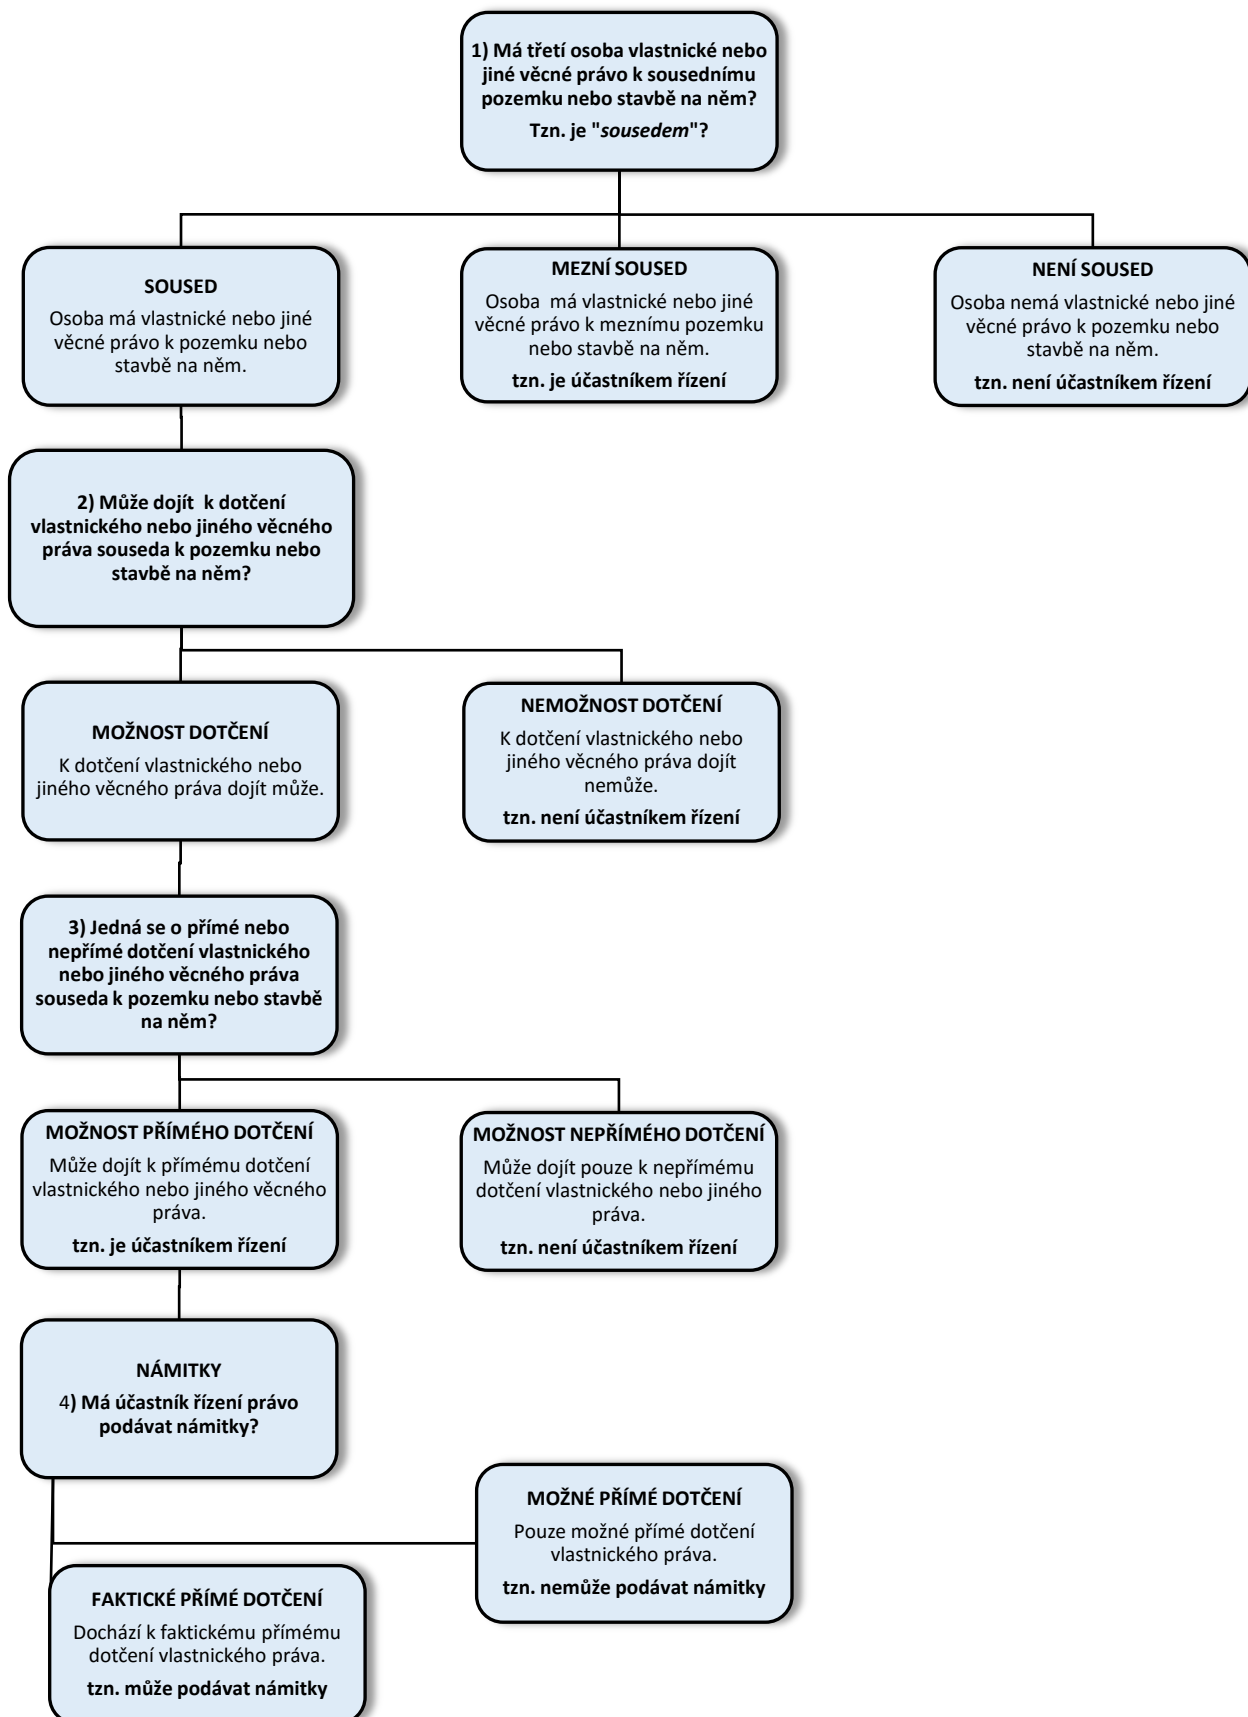 1) Má třetí osoba vlastnické nebo
jiné věcné právo k sousednímu
pozemku nebo stavbě na něm?
Tzn. je "sousedem"?
SOUSED
Osoba má vlastnické nebo jiné
věcné právo k pozemku nebo
stavbě na něm.
MEZNÍ SOUSED
Osoba má vlastnické nebo jiné
věcné právo k meznímu pozemku
nebo stavbě na něm.
tzn. je účastníkem řízení
NENÍ SOUSED
Osoba nemá vlastnické nebo jiné
věcné právo k pozemku nebo
stavbě na něm.
tzn. není účastníkem řízení
2) Může dojít k dotčení
vlastnického nebo jiného věcného
práva souseda k pozemku nebo
stavbě na něm?
MOŽNOST DOTČENÍ
K dotčení vlastnického nebo
jiného věcného práva dojít může.
NEMOŽNOST DOTČENÍ
K dotčení vlastnického nebo
jiného věcného práva dojít
nemůže.
tzn. není účastníkem řízení
3) Jedná se o přímé nebo
nepřímé dotčení vlastnického
nebo jiného věcného práva
souseda k pozemku nebo stavbě
na něm?
MOŽNOST PŘÍMÉHO DOTČENÍ
Může dojít k přímému dotčení
vlastnického nebo jiného věcného
práva.
tzn. je účastníkem řízení
MOŽNOST NEPŘÍMÉHO DOTČENÍ
Může dojít pouze k nepřímému
dotčení vlastnického nebo jiného
práva.
tzn. není účastníkem řízení
NÁMITKY
4) Má účastník řízení právo
podávat námitky?
MOŽNÉ PŘÍMÉ DOTČENÍ
Pouze možné přímé dotčení
vlastnického práva.
tzn. nemůže podávat námitky
FAKTICKÉ PŘÍMÉ DOTČENÍ
Dochází k faktickému přímému
dotčení vlastnického práva.
tzn. může podávat námitky